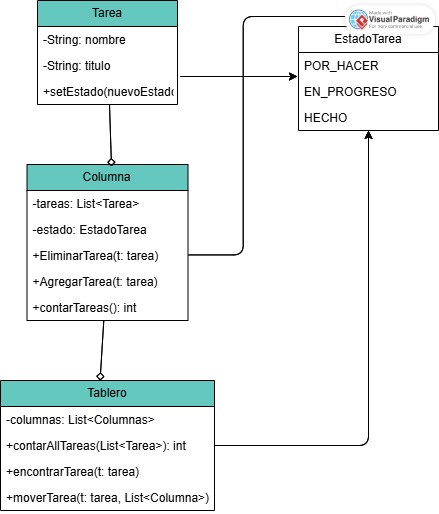 Tarea
-String: nombre
-String: titulo
+setEstado(nuevoEstado
Made with
Visual Paradigm
For non-commercial use
EstadoTarea
POR_HACER
EN_PROGRESO
HECHO
Columna
-tareas: List<Tarea>
-estado: EstadoTarea
+EliminarTarea(t: tarea)
+AgregarTarea(t: tarea)
+contarTareas(): int
Tablero
-columnas: List<Columnas>
+contarAllTareas(List<Tarea>): int
+encontrarTarea(t: tarea)
+moverTarea(t: tarea, List<Columna>)